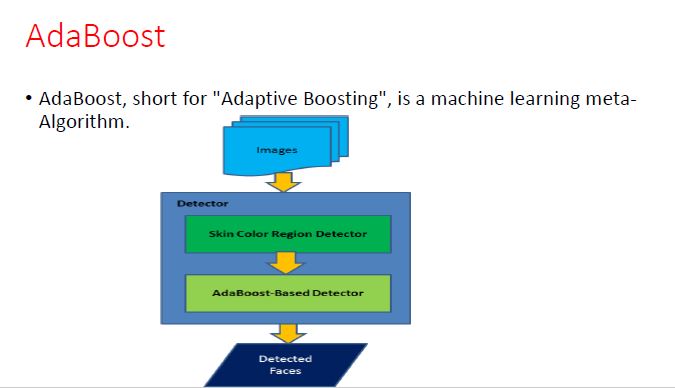 AdaBoost
• AdaBoost, short for "Adaptive Boosting", is a machine learning meta-
Algorithm.
Images
Detector
Skin Color Region Detector
AdaBoost-Based Detector
Detected
Faces